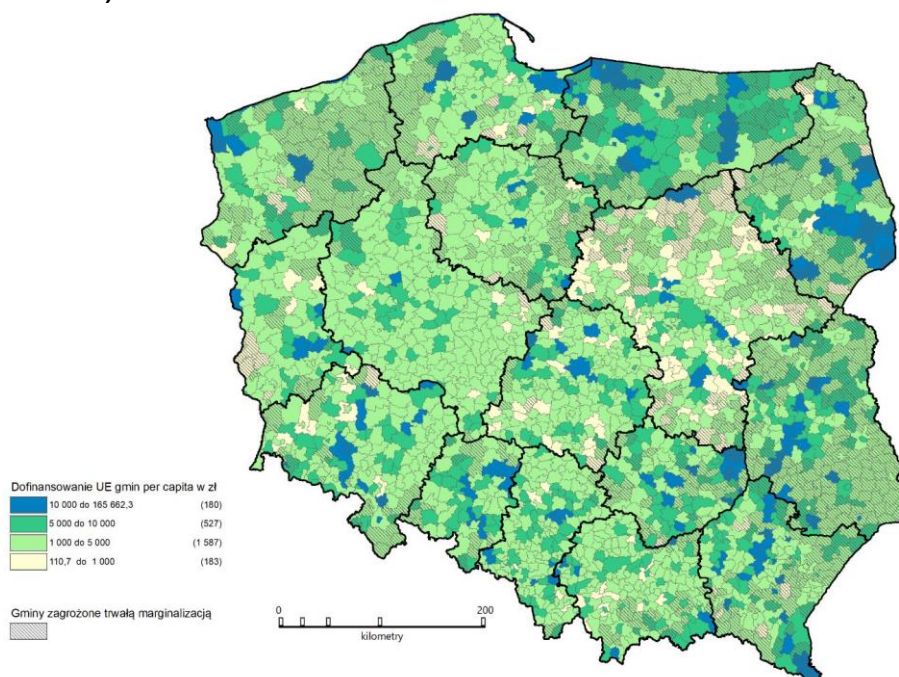 Dofinansowanie UE gmin per capita w zł
10 000 do 165 662,3 (180)
5 000 do 10 000 (527)
1 000 do 5 000 (1 587)
110,7 do 1 000 (183)
Gminy zagrożone trwałą marginalizacją
0 200
kilometry